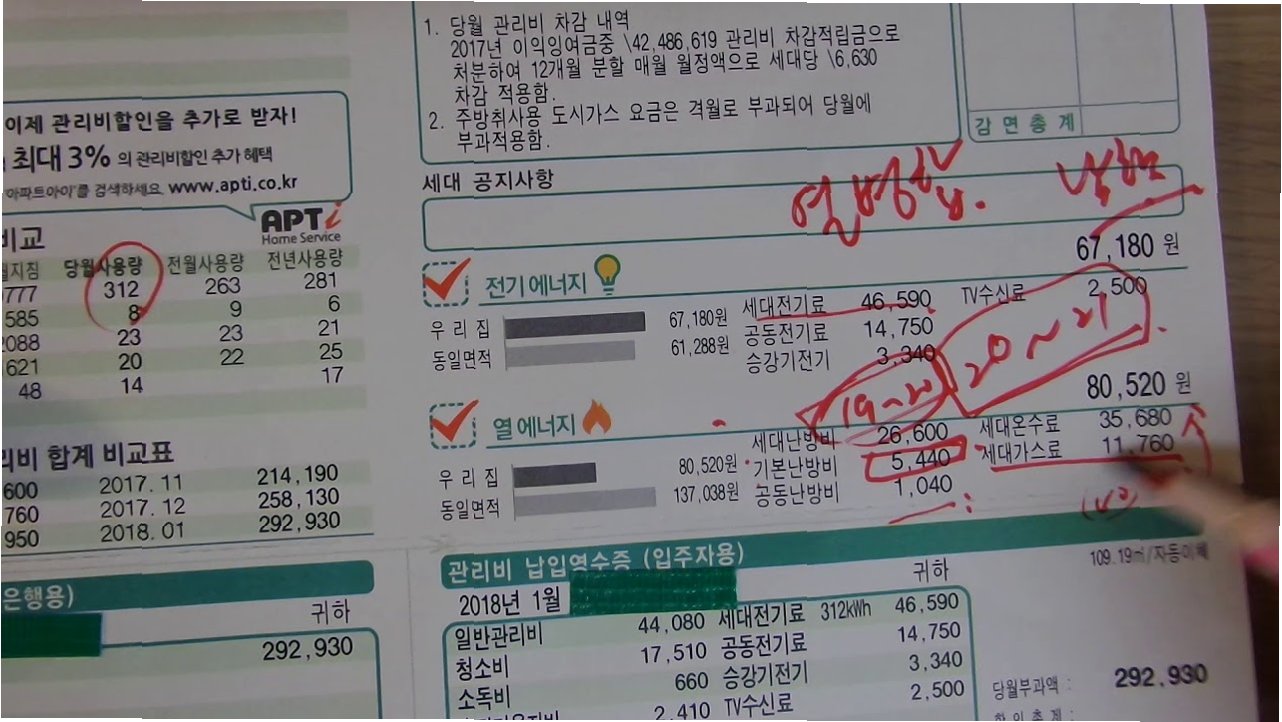 1. 당월 관리비 차감 내역
2017년 이익잉여금중 \42,486,619 관리비 차감적립금으로
처분하여 12개월 분할 매월 월정액으로 세대당 \6,630
차감 적용함.
2. 주방취사용 도시가스 요금은 격월로 부과되어 당월에
부과적용함.
감 면 총 계
이제 관리비할인을 추가로 받자!
최대 3% 의 관리비할인 추가 혜택
'아파트아이'를 검색하세요. www.apti.co.kr
APTi
Home Service
세대 공지사항
비교
월지침 당월사용량 전월사용량 전년사용량
777 312 263 281
585 8 9 6
2088 23 23 21
621 20 22 25
48 14 17
전기에너지
67,180 원
우 리 집 67,180원
동일면적 61,288원
세대전기료 46,590 TV수신료 2,500
공동전기료 14,750
승강기전기 3,340
19~20
20~21
열에너지
80,520 원
우 리 집 80,520원
동일면적 137,038원
세대난방비 26,600 세대온수료 35,680
기본난방비 5,440 세대가스료 11,760
공동난방비 1,040
리비 합계 비교표
600 2017.11 214,190
760 2017.12 258,130
950 2018.01 292,930
은행용)
귀하
292,930
관리비 납입영수증 (입주자용)
109.19㎡/자동이체
2018년 1월 귀하
일반관리비 44,080 세대전기료 312kWh 46,590
청소비 17,510 공동전기료 14,750
소독비 660 승강기전기 3,340
2,410 TV수신료 2,500
당월부과액 : 292,930
할 인 총 계 :